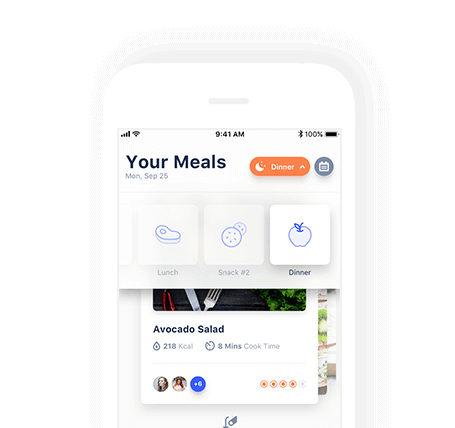 9:41 AM
100%
Your Meals
Mon, Sep 25
Dinner
Lunch
Snack #2
Dinner
Avocado Salad
218 Kcal
8 Mins Cook Time
+6